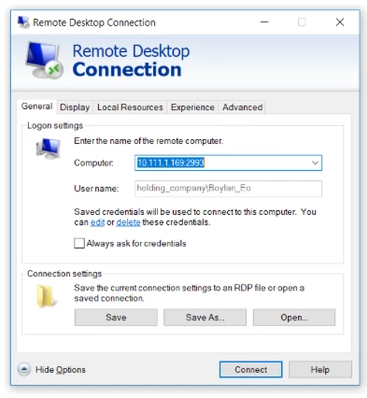 Remote Desktop Connection
Remote Desktop
Connection
General Display Local Resources Experience Advanced
Logon settings
Enter the name of the remote computer.
Computer: 10.111.1.169:2993
User name: holding_company\Boylan_Eo
Saved credentials will be used to connect to this computer. You
can edit or delete these credentials.
Always ask for credentials
Connection settings
Save the current connection settings to an RDP file or open a
saved connection.
Save Save As... Open...
Hide Options Connect Help